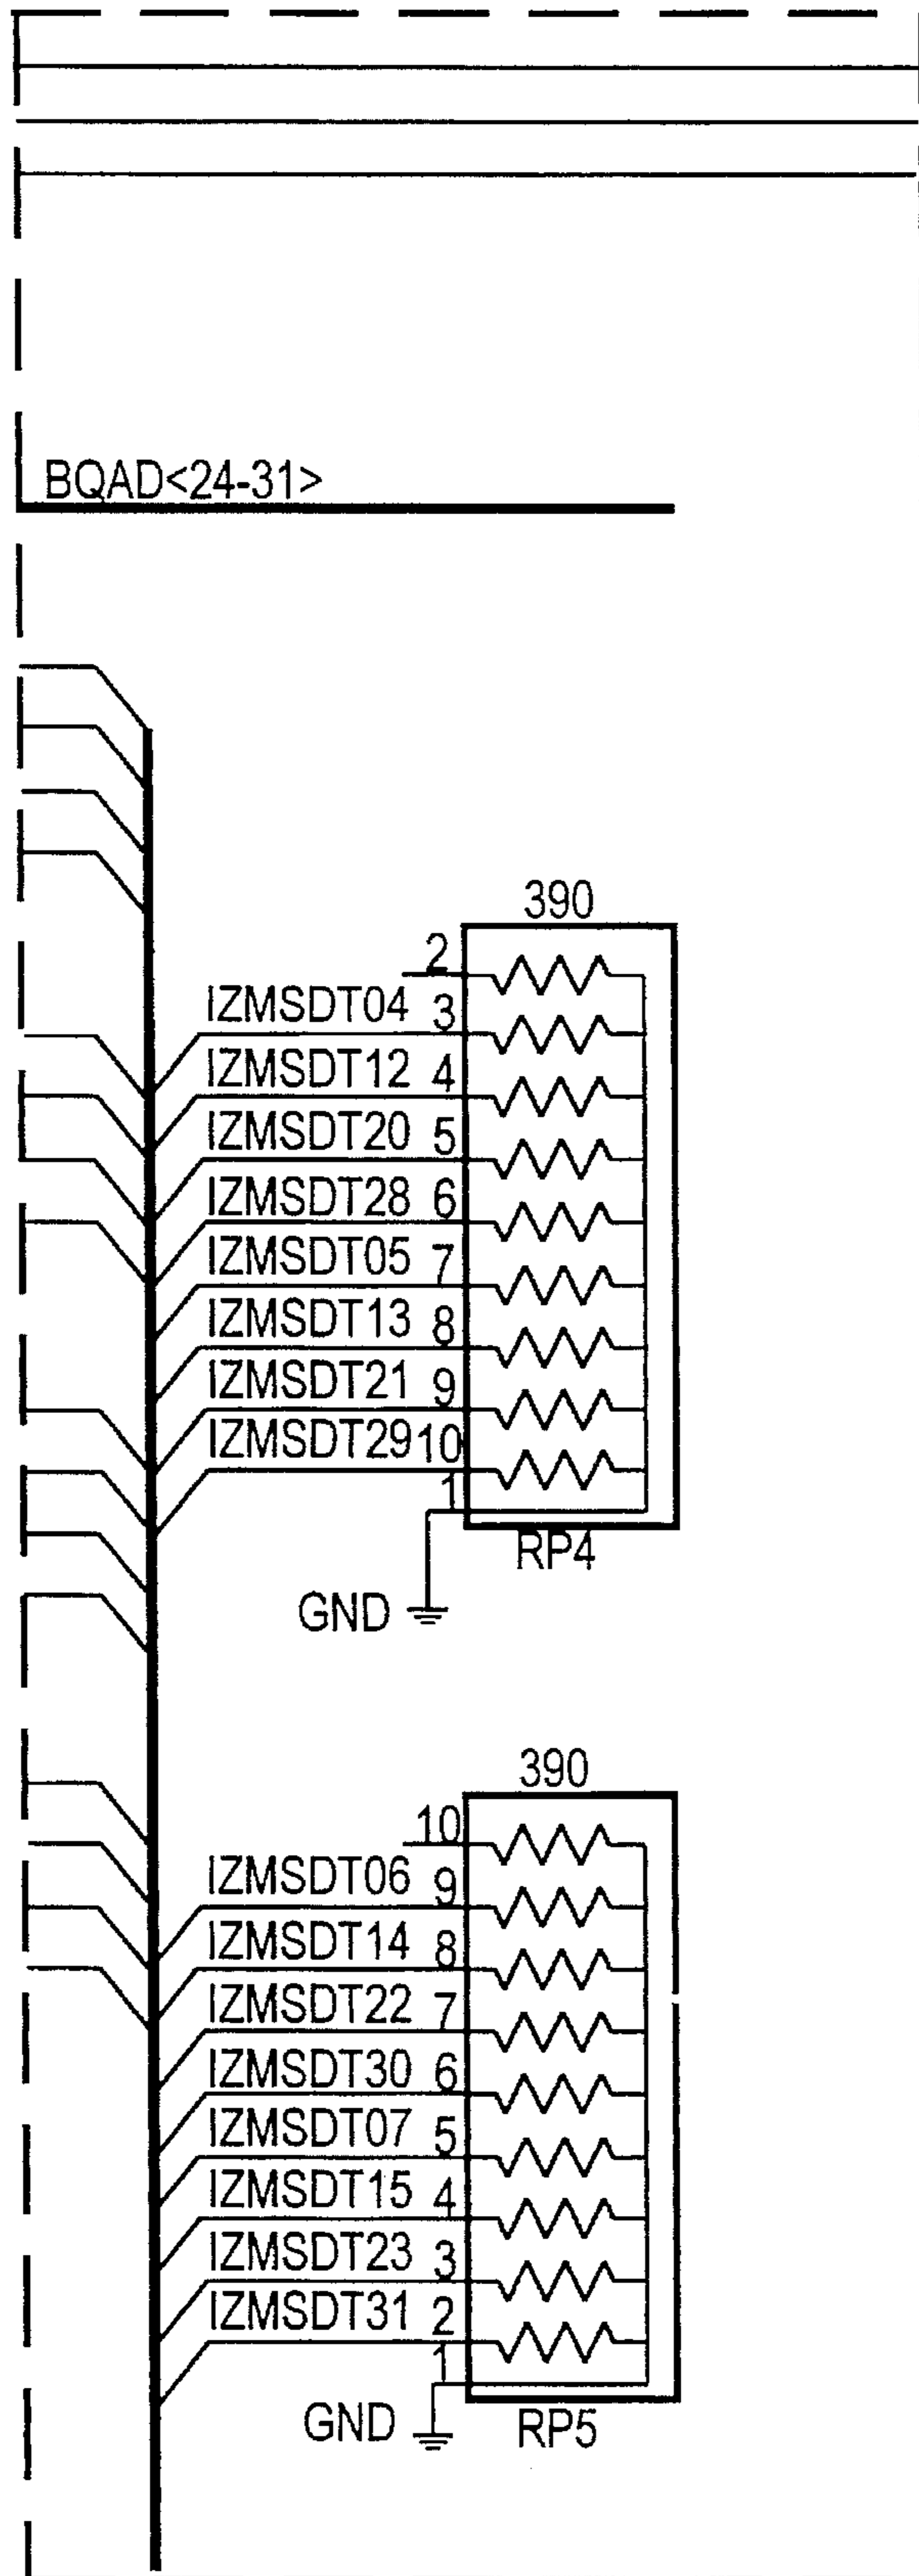 BQAD<24-31>
390
2
IZMSDT04 3
IZMSDT12 4
IZMSDT20 5
IZMSDT28 6
IZMSDT05 7
IZMSDT13 8
IZMSDT21 9
IZMSDT29 10
1
RP4
GND
390
10
IZMSDT06 9
IZMSDT14 8
IZMSDT22 7
IZMSDT30 6
IZMSDT07 5
IZMSDT15 4
IZMSDT23 3
IZMSDT31 2
1
GND
RP5